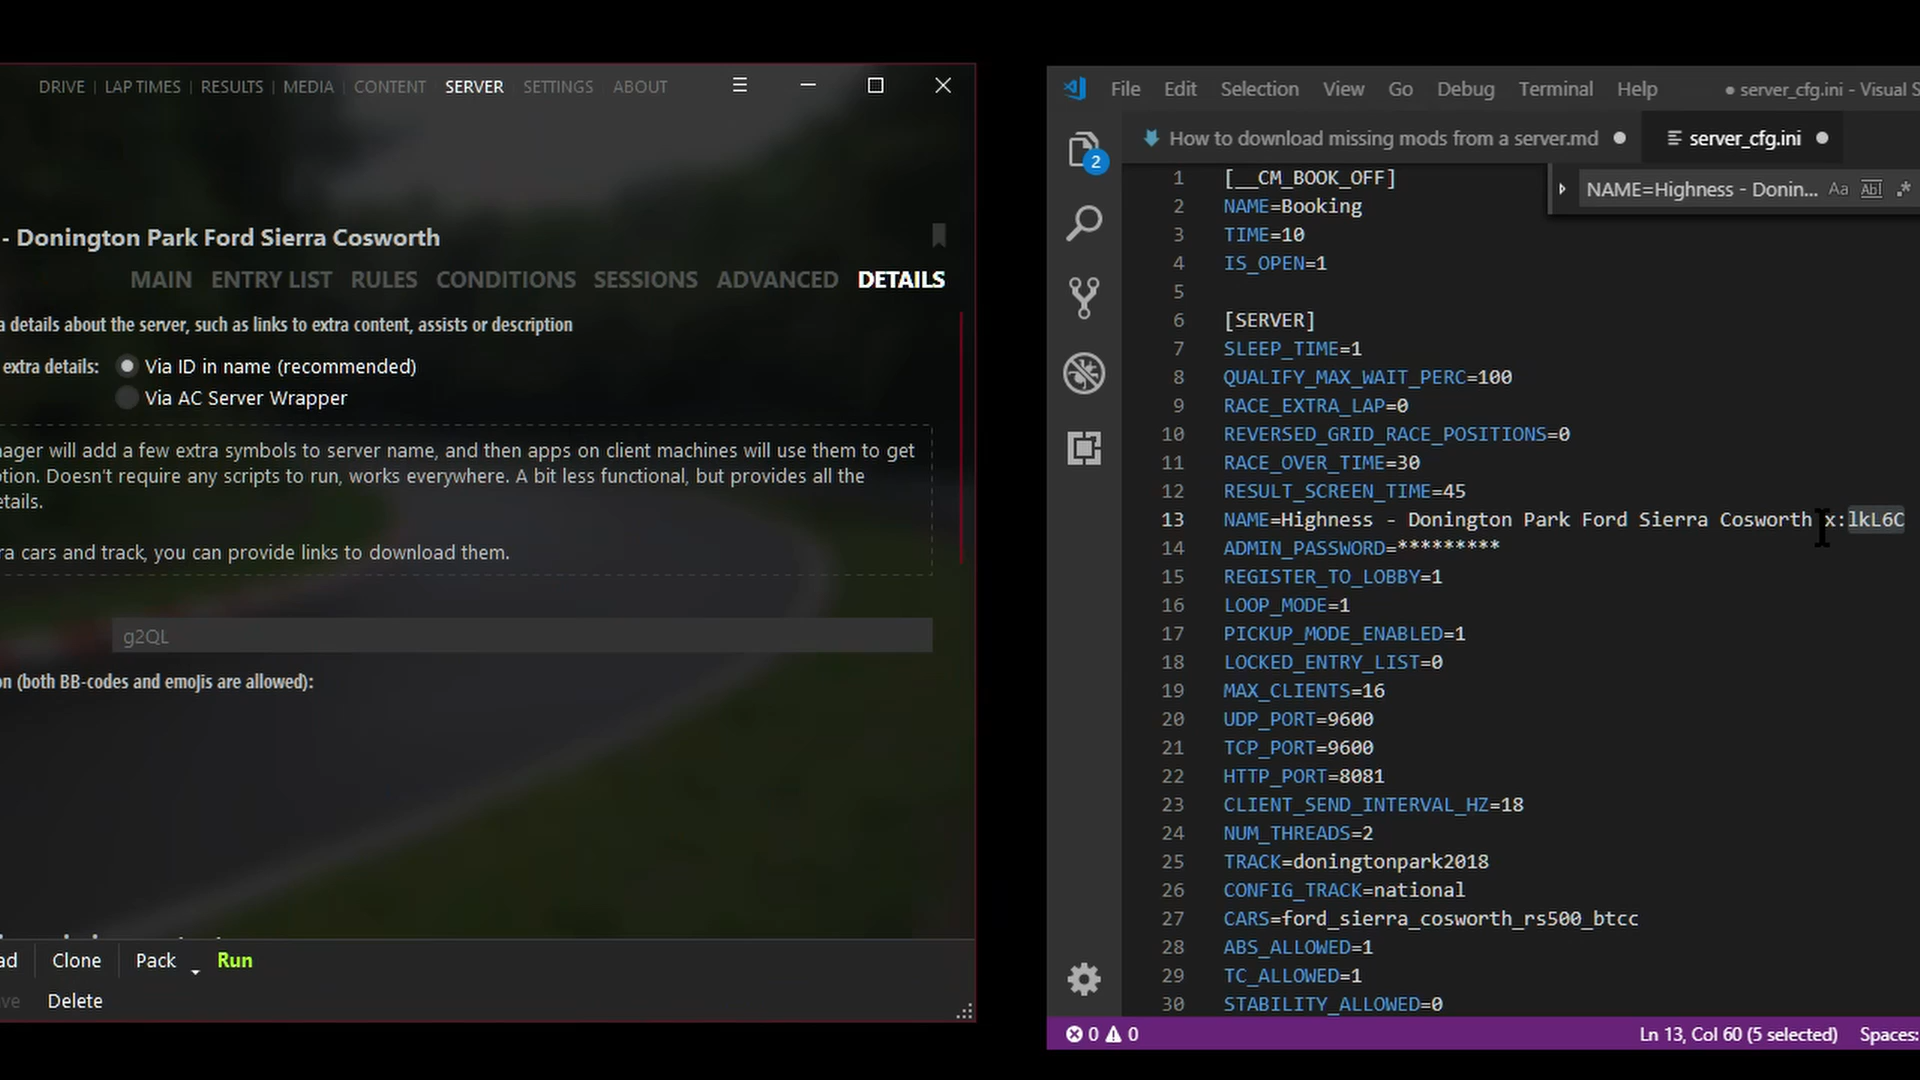 DRIVE | LAP TIMES | RESULTS | MEDIA | CONTENT | SERVER | SETTINGS | ABOUT
- Donington Park Ford Sierra Cosworth
MAIN ENTRY LIST RULES CONDITIONS SESSIONS ADVANCED DETAILS
a details about the server, such as links to extra content, assists or description
extra details: Via ID in name (recommended)
Via AC Server Wrapper
nager will add a few extra symbols to server name, and then apps on client machines will use them to get
tion. Doesn't require any scripts to run, works everywhere. A bit less functional, but provides all the
etails.
ra cars and track, you can provide links to download them.
g2QL
on (both BB-codes and emojis are allowed):
ad Clone Pack Run
ve Delete
File Edit Selection View Go Debug Terminal Help ● server_cfg.ini - Visual S
How to download missing mods from a server.md server_cfg.ini
NAME=Highness - Donin... Aa Abl .*
2
1 [__CM_BOOK_OFF]
2 NAME=Booking
3 TIME=10
4 IS_OPEN=1
5
6 [SERVER]
7 SLEEP_TIME=1
8 QUALIFY_MAX_WAIT_PERC=100
9 RACE_EXTRA_LAP=0
10 REVERSED_GRID_RACE_POSITIONS=0
11 RACE_OVER_TIME=30
12 RESULT_SCREEN_TIME=45
13 NAME=Highness - Donington Park Ford Sierra Cosworth x:lkL6C
14 ADMIN_PASSWORD=*********
15 REGISTER_TO_LOBBY=1
16 LOOP_MODE=1
17 PICKUP_MODE_ENABLED=1
18 LOCKED_ENTRY_LIST=0
19 MAX_CLIENTS=16
20 UDP_PORT=9600
21 TCP_PORT=9600
22 HTTP_PORT=8081
23 CLIENT_SEND_INTERVAL_HZ=18
24 NUM_THREADS=2
25 TRACK=doningtonpark2018
26 CONFIG_TRACK=national
27 CARS=ford_sierra_cosworth_rs500_btcc
28 ABS_ALLOWED=1
29 TC_ALLOWED=1
30 STABILITY_ALLOWED=0
0 0 Ln 13, Col 60 (5 selected) Spaces: